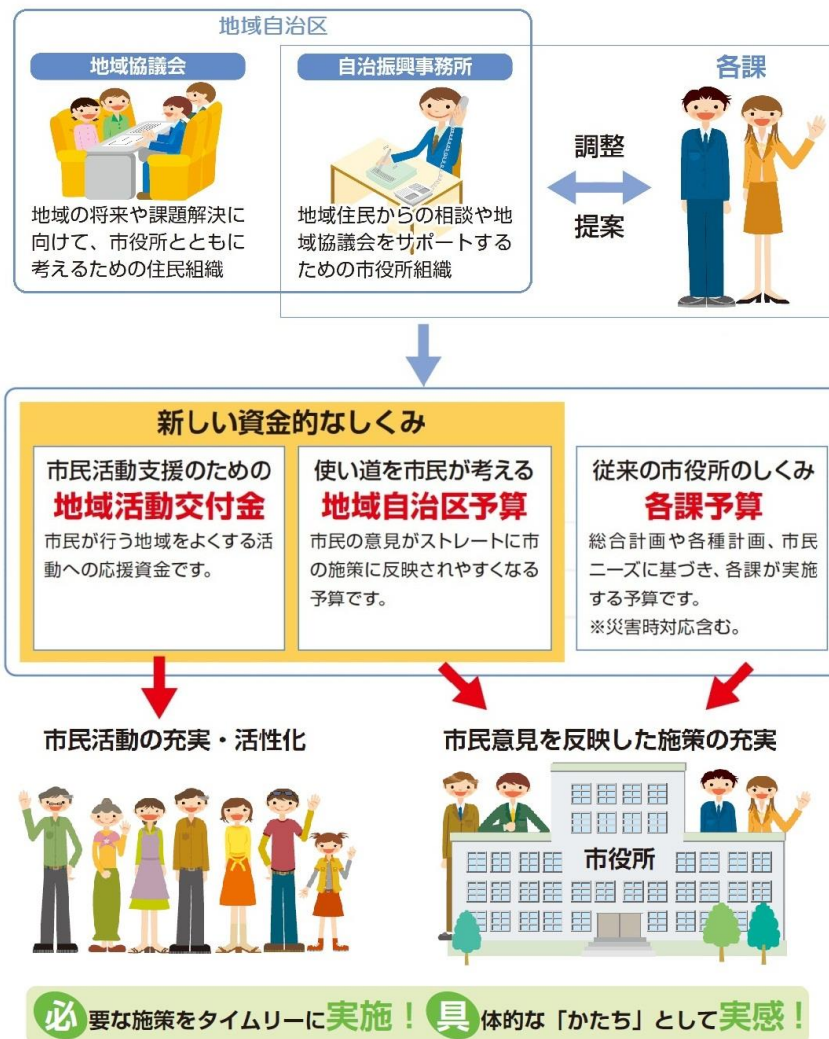 地域自治区
地域協議会
地域の将来や課題解決に
向けて、市役所とともに
考えるための住民組織
自治振興事務所
地域住民からの相談や地
域協議会をサポートする
ための市役所組織
調整
提案
各課
新しい資金的なしくみ
市民活動支援のための
地域活動交付金
市民が行う地域をよくする活
動への応援資金です。
使い道を市民が考える
地域自治区予算
市民の意見がストレートに市
の施策に反映されやすくなる
予算です。
従来の市役所のしくみ
各課予算
総合計画や各種計画、市民
ニーズに基づき、各課が実施
する予算です。
※災害時対応含む。
市民活動の充実・活性化
市民意見を反映した施策の充実
市役所
必要な施策をタイムリーに実施！具体的な「かたち」として実感！